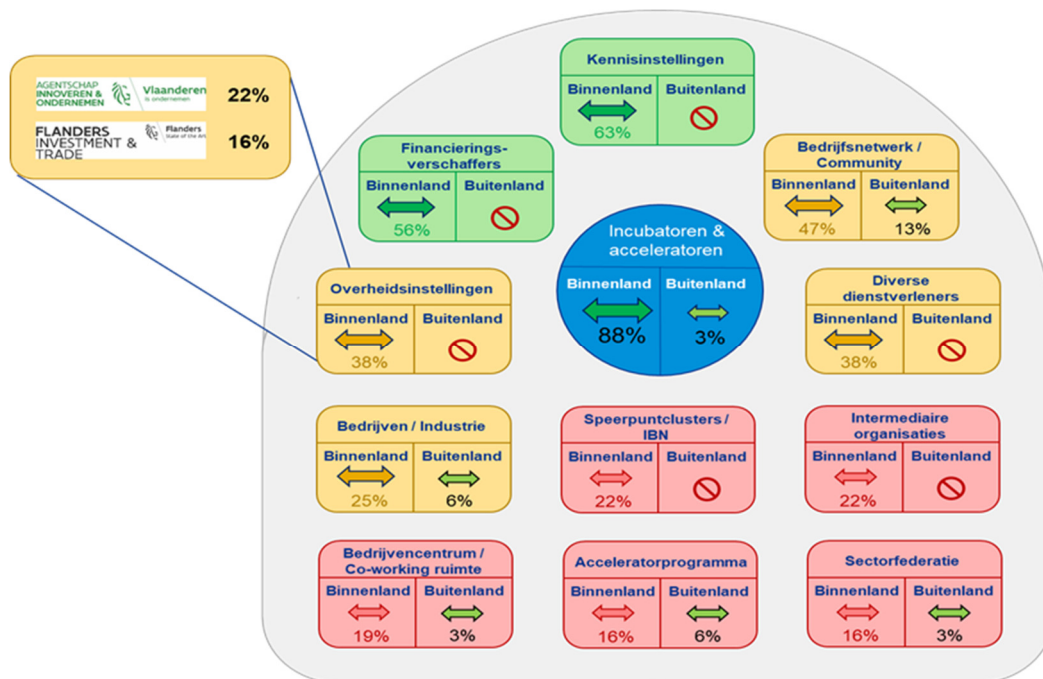 AGENTSCHAP
INNOVEREN &
ONDERNEMEN
Vlaanderen
is ondernemen
22%
FLANDERS
INVESTMENT &
TRADE
Flanders
State of the Art
16%
Kennisinstellingen
Binnenland
Buitenland
63%
Financierings-
verschaffers
Binnenland
Buitenland
56%
Bedrijfsnetwerk /
Community
Binnenland
Buitenland
47%
13%
Incubatoren &
acceleratoren
Binnenland
Buitenland
88%
3%
Overheidsinstellingen
Binnenland
Buitenland
38%
Diverse
dienstverleners
Binnenland
Buitenland
38%
Bedrijven / Industrie
Binnenland
Buitenland
25%
6%
Speerpuntclusters /
IBN
Binnenland
Buitenland
22%
Intermediaire
organisaties
Binnenland
Buitenland
22%
Bedrijvencentrum /
Co-working ruimte
Binnenland
Buitenland
19%
3%
Acceleratorprogramma
Binnenland
Buitenland
16%
6%
Sectorfederatie
Binnenland
Buitenland
16%
3%